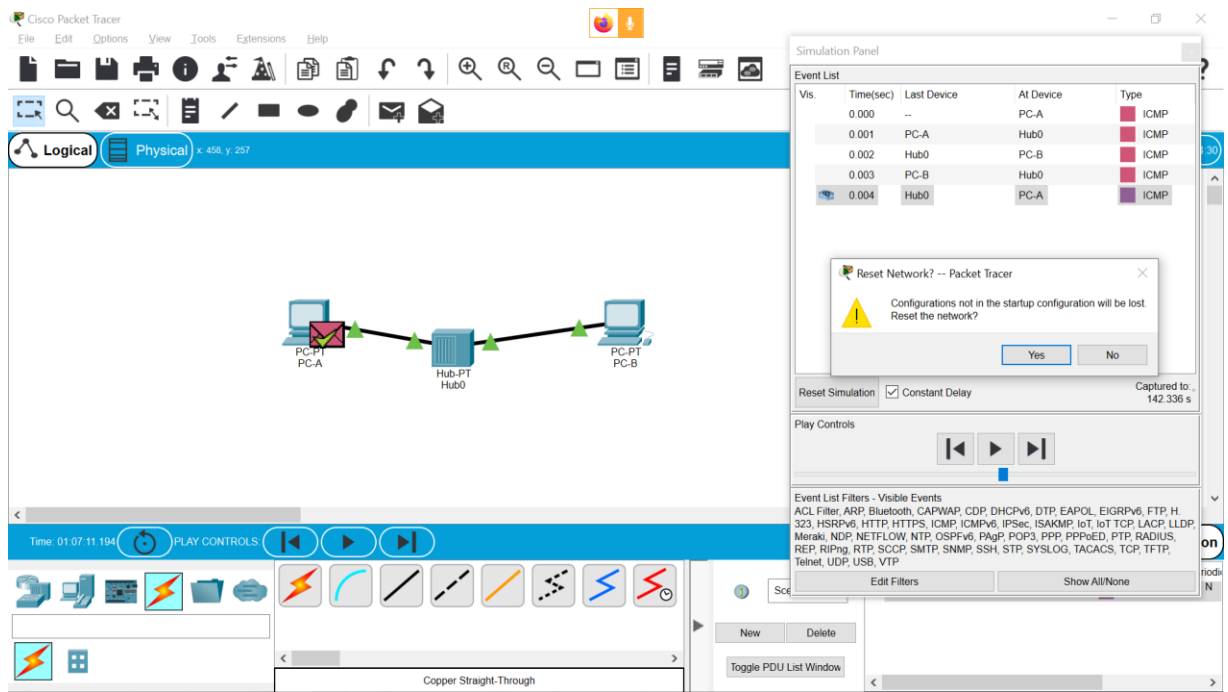 Cisco Packet Tracer
File Edit Options View Tools Extensions Help
Logical
Physical
x: 458, y: 257
PC-PT
PC-A
Hub-PT
Hub0
PC-PT
PC-B
Simulation Panel
Event List
Vis. Time(sec) Last Device At Device Type
0.000 -- PC-A ICMP
0.001 PC-A Hub0 ICMP
0.002 Hub0 PC-B ICMP
0.003 PC-B Hub0 ICMP
0.004 Hub0 PC-A ICMP
Reset Network? -- Packet Tracer
Configurations not in the startup configuration will be lost.
Reset the network?
Yes No
Reset Simulation Constant Delay
Captured to:
142.336 s
Play Controls
Event List Filters - Visible Events
ACL Filter, ARP, Bluetooth, CAPWAP, CDP, DHCPv6, DTP, EAPOL, EIGRPv6, FTP, H.
323, HSRPv6, HTTP, HTTPS, ICMP, ICMPv6, IPSec, ISAKMP, IoT, IoT TCP, LACP, LLDP,
Meraki, NDP, NETFLOW, NTP, OSPFv6, PAgP, POP3, PPP, PPPoED, PTP, RADIUS,
REP, RIPng, RTP, SCCP, SMTP, SNMP, SSH, STP, SYSLOG, TACACS, TCP, TFTP,
Telnet, UDP, USB, VTP
Edit Filters Show All/None
Time: 01:07:11.194 PLAY CONTROLS:
New Delete
Toggle PDU List Window
Copper Straight-Through